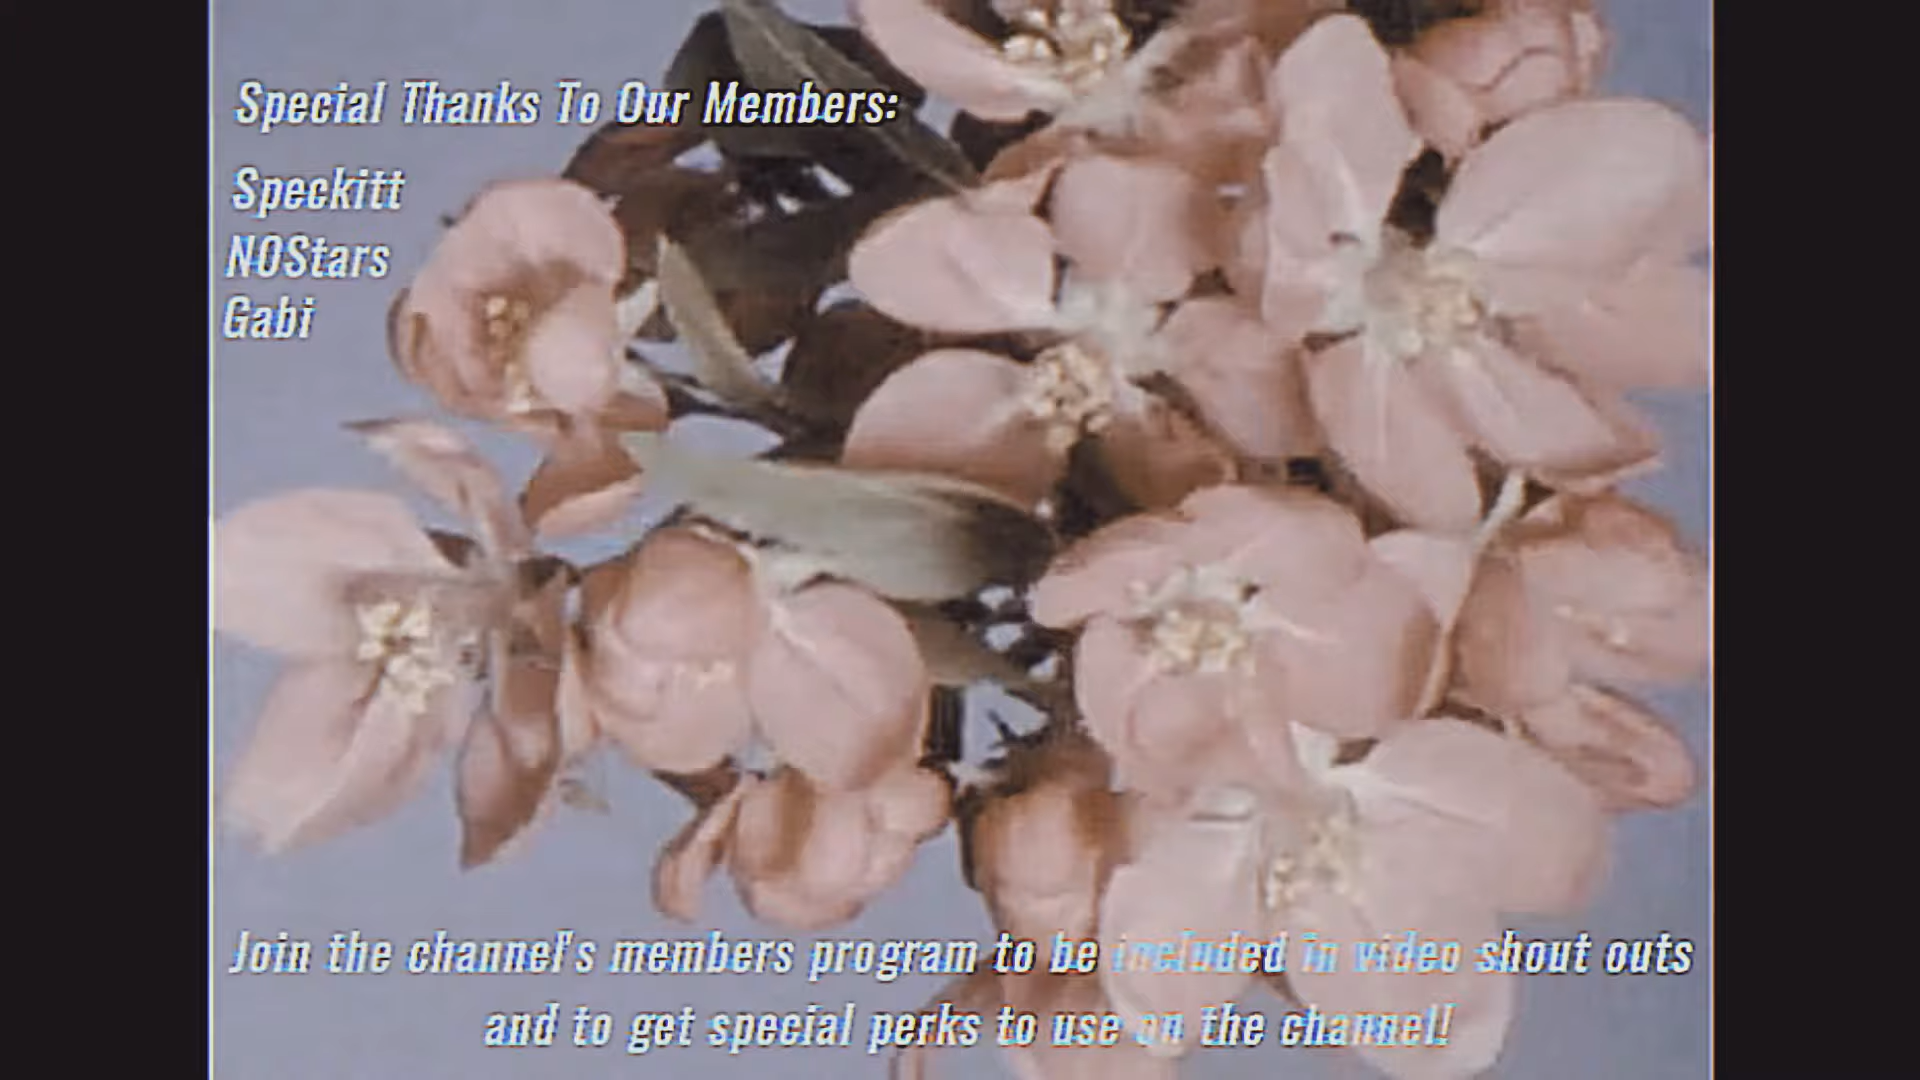 Special Thanks To Our Members:
Speckitt
NOStars
Gabi
Join the channel's members program to be included in video shout outs
and to get special perks to use on the channel!